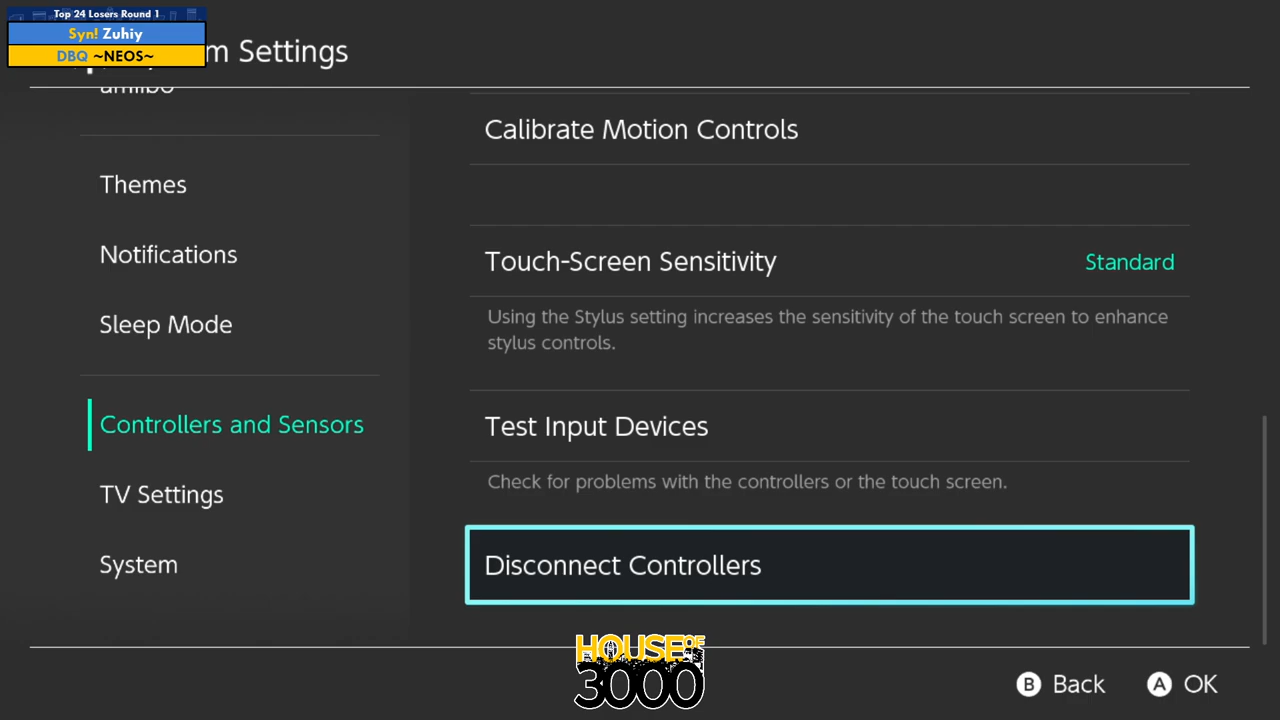 Top 24 Losers Round 1
Syn! Zuhiy
DBQ ~NEOS~
m Settings
amiibo
Themes
Notifications
Sleep Mode
Controllers and Sensors
TV Settings
System
Calibrate Motion Controls
Touch-Screen Sensitivity Standard
Using the Stylus setting increases the sensitivity of the touch screen to enhance
stylus controls.
Test Input Devices
Check for problems with the controllers or the touch screen.
Disconnect Controllers
HOUSE OF
3000
B Back A OK